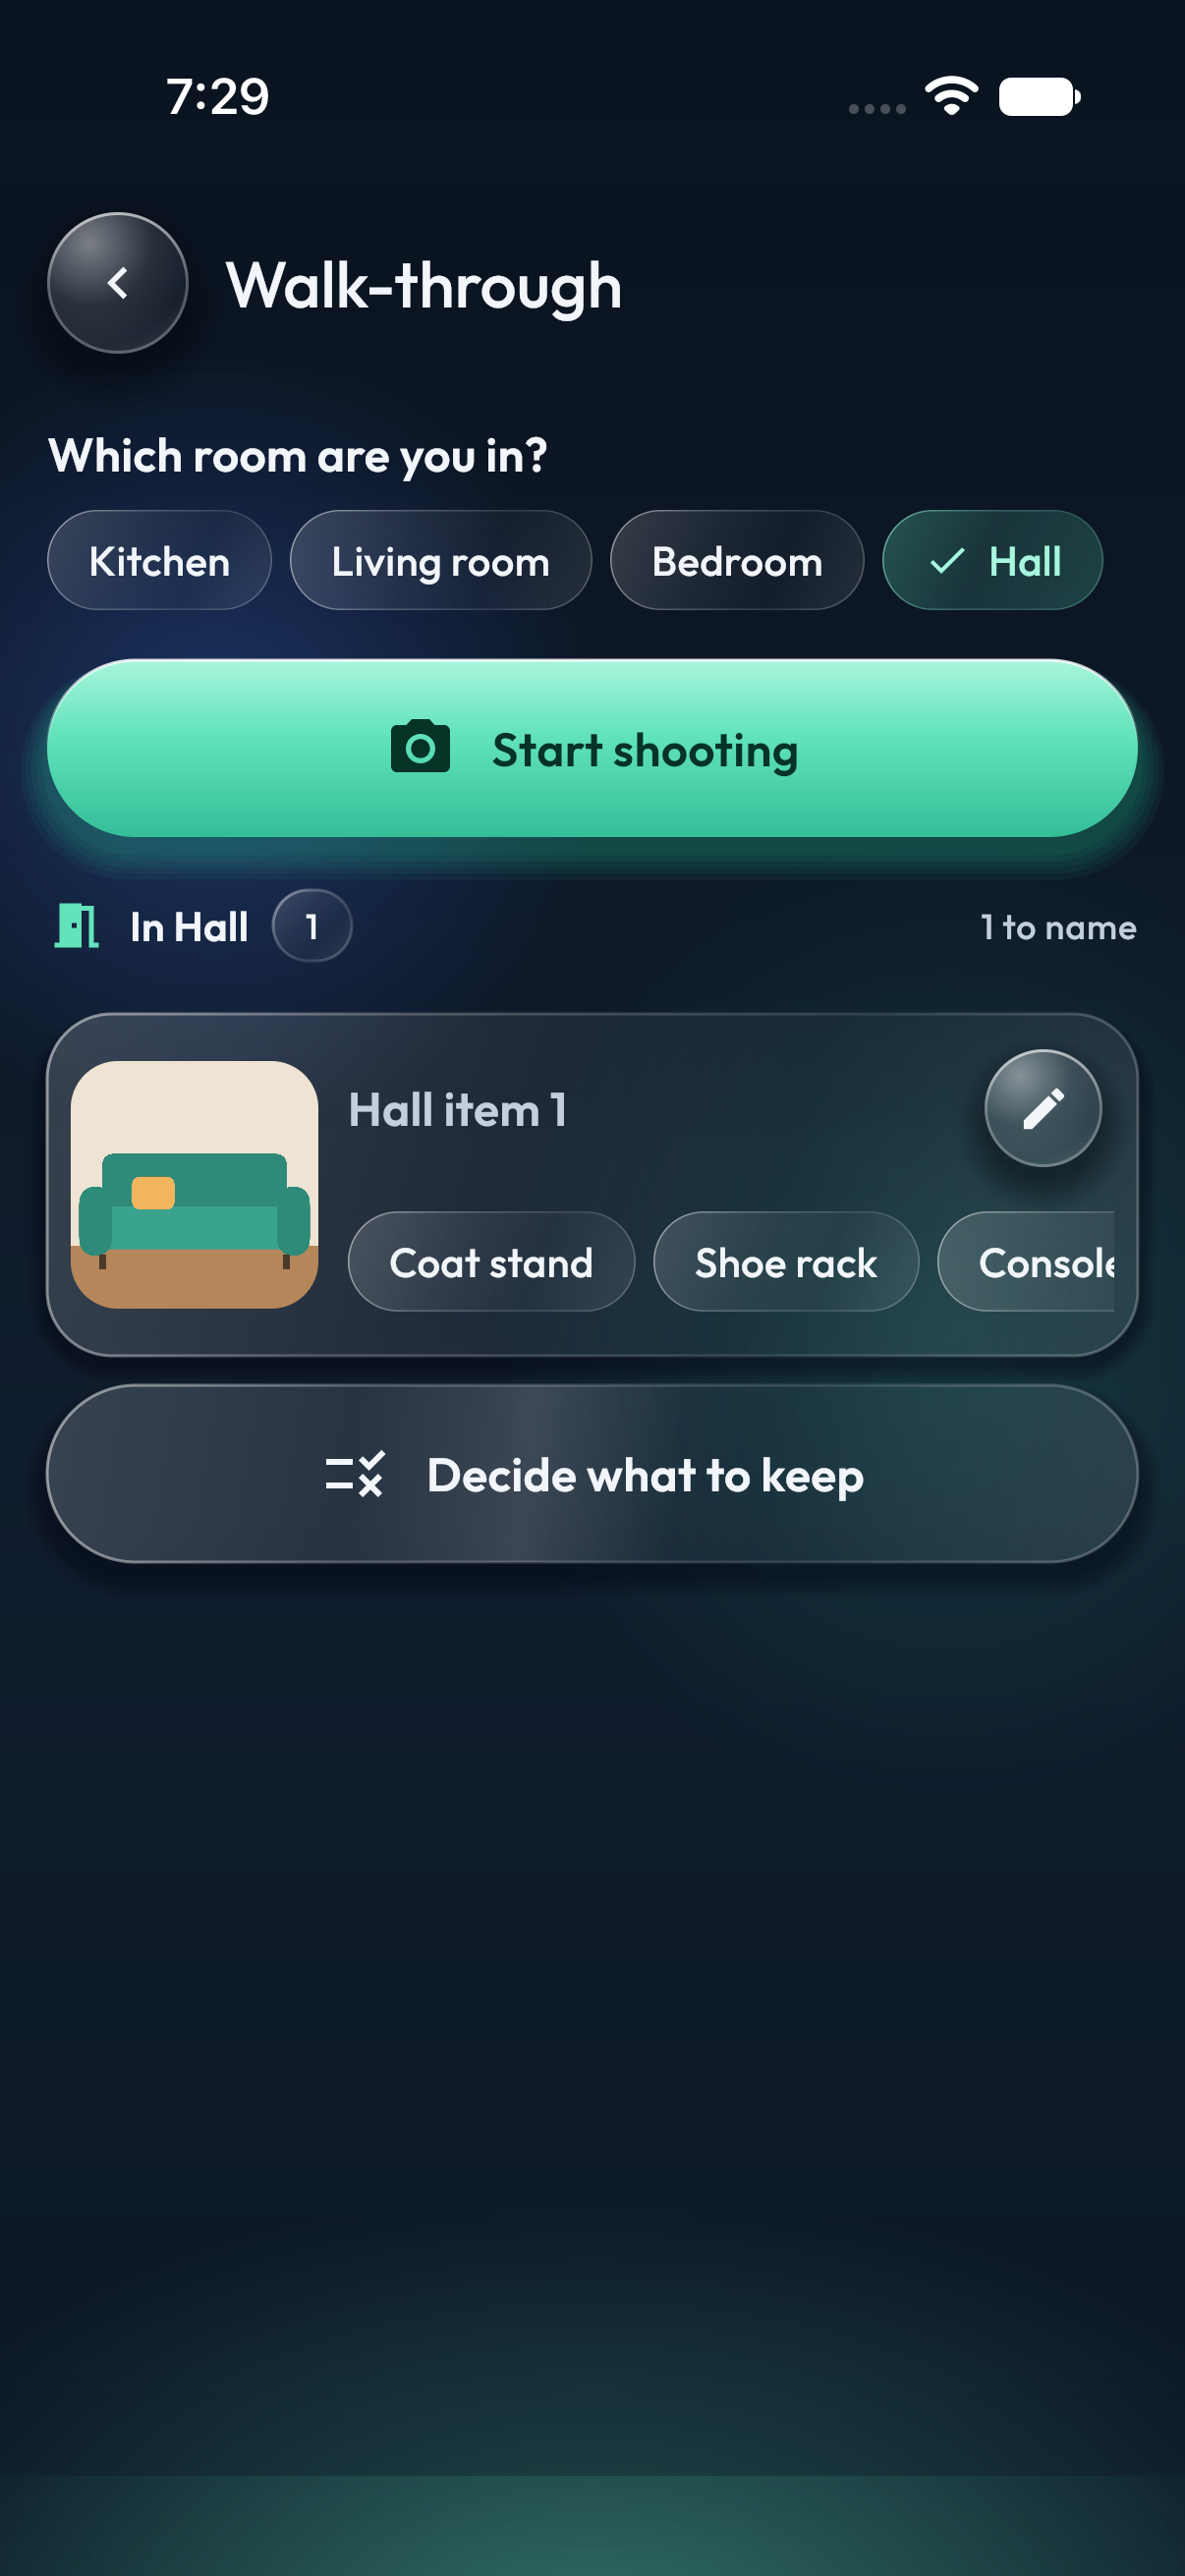 7:29
Walk-through
Which room are you in?
Kitchen
Living room
Bedroom
Hall
Start shooting
In Hall
1
1 to name
Hall item 1
Coat stand
Shoe rack
Console
Decide what to keep